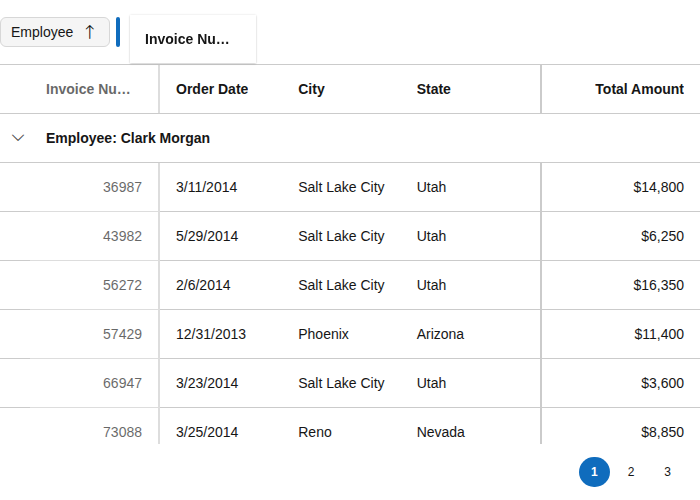 Employee Invoice Nu…
Invoice Nu… Order Date City State Total Amount
Employee: Clark Morgan
36987 3/11/2014 Salt Lake City Utah $14,800
43982 5/29/2014 Salt Lake City Utah $6,250
56272 2/6/2014 Salt Lake City Utah $16,350
57429 12/31/2013 Phoenix Arizona $11,400
66947 3/23/2014 Salt Lake City Utah $3,600
73088 3/25/2014 Reno Nevada $8,850
1 2 3